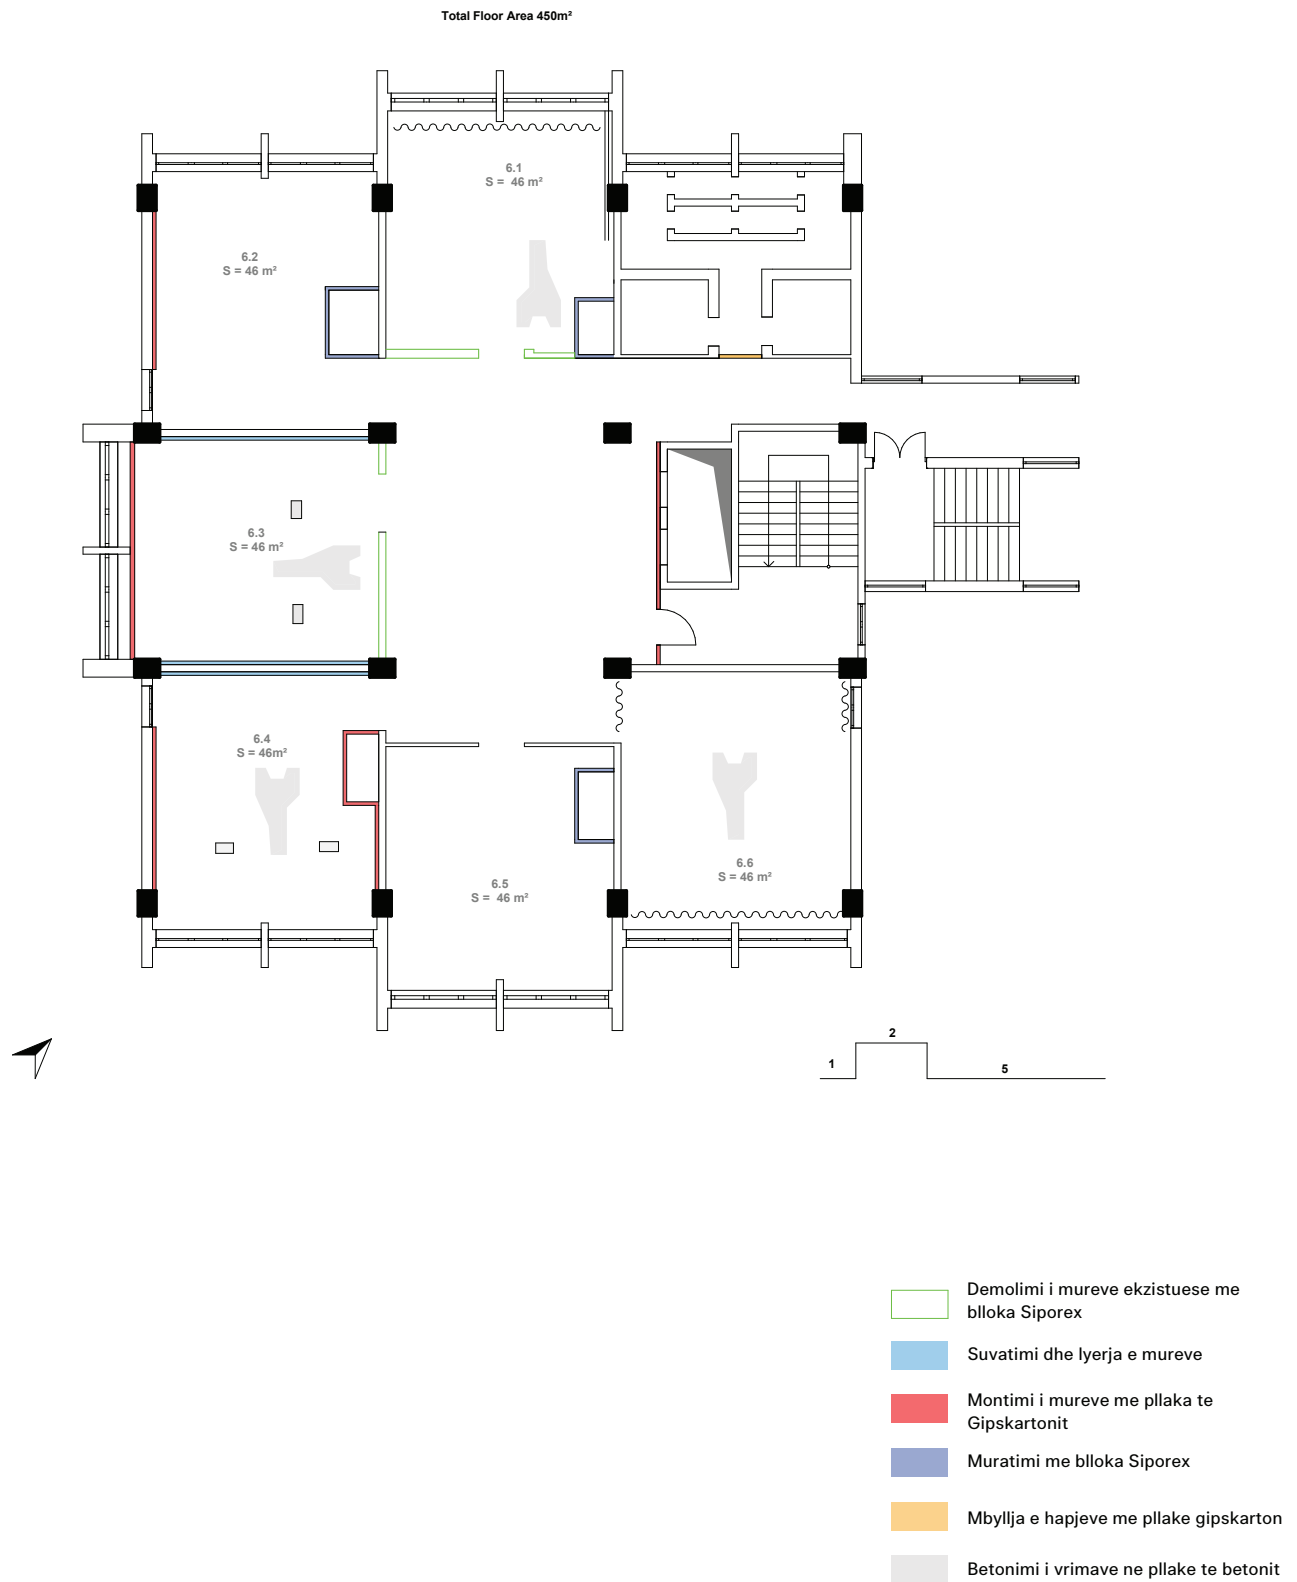 Total Floor Area 450m²
6.1
S = 46 m²
6.2
S = 46 m²
6.3
S = 46 m²
6.4
S = 46m²
6.5
S = 46 m²
6.6
S = 46 m²
2
1
5
Demolimi i mureve ekzistuese me
blloka Siporex
Suvatimi dhe lyerja e mureve
Montimi i mureve me pllaka te
Gipskartonit
Muratimi me blloka Siporex
Mbyllja e hapjeve me pllake gipskarton
Betonimi i vrimave ne pllake te betonit